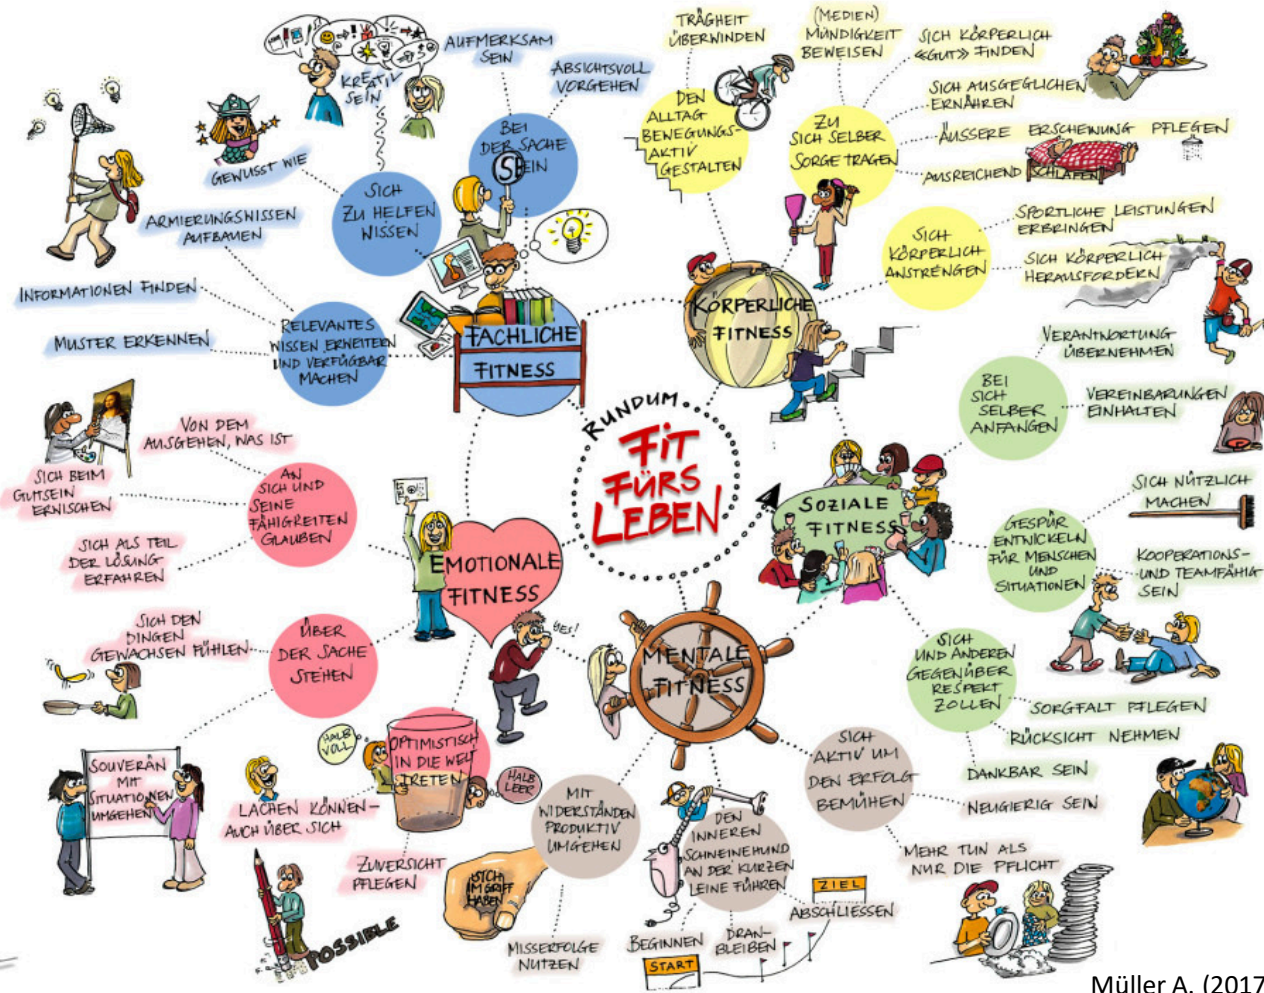 RUNDUM
FIT
FÜRS
LEBEN
FACHLICHE
FITNESS
BEI
DER SACHE
SEIN
AUFMERKSAM
SEIN
ABSICHTSVOLL
VORGEHEN
SICH
ZU HELFEN
WISSEN
KREATIV
SEIN
GEWUSST WIE
RELEVANTES
WISSEN ERWEITERN
UND VERFÜGBAR
MACHEN
ARMIERUNGSWISSEN
AUFBAUEN
INFORMATIONEN FINDEN
MUSTER ERKENNEN
KÖRPERLICHE
FITNESS
DEN
ALLTAG
BEWEGUNGS-
AKTIV
GESTALTEN
TRÄGHEIT
ÜBERWINDEN
ZU
SICH SELBER
SORGE TRAGEN
(MEDIEN)
MÜNDIGKEIT
BEWEISEN
SICH KÖRPERLICH
«GUT» FINDEN
SICH AUSGEGLICHEN
ERNÄHREN
ÄUSSERE ERSCHEINUNG PFLEGEN
AUSREICHEND SCHLAFEN
SICH
KÖRPERLICH
ANSTRENGEN
SPORTLICHE LEISTUNGEN
ERBRINGEN
SICH KÖRPERLICH
HERAUSFORDERN
SOZIALE
FITNESS
BEI
SICH
SELBER
ANFANGEN
VERANTWORTUNG
ÜBERNEHMEN
VEREINBARUNGEN
EINHALTEN
GESPÜR
ENTWICKELN
FÜR MENSCHEN
UND
SITUATIONEN
SICH NÜTZLICH
MACHEN
KOOPERATIONS-
UND TEAMFÄHIG
SEIN
SICH
UND ANDEREN
GEGENÜBER
RESPEKT
ZOLLEN
SORGFALT PFLEGEN
RÜCKSICHT NEHMEN
DANKBAR SEIN
MENTALE
FITNESS
SICH
AKTIV UM
DEN ERFOLG
BEMÜHEN
NEUGIERIG SEIN
MEHR TUN ALS
NUR DIE PFLICHT
DEN
INNEREN
SCHWEINEHUND
AN DER KURZEN
LEINE FÜHREN
BEGINNEN
START
DRAN-
BLEIBEN
ZIEL
ABSCHLIESSEN
MIT
WIDERSTÄNDEN
PRODUKTIV
UMGEHEN
SICH
IM GRIFF
HABEN
MISSERFOLGE
NUTZEN
EMOTIONALE
FITNESS
YES!
AN
SICH UND
SEINE
FÄHIGKEITEN
GLAUBEN
VON DEM
AUSGEHEN, WAS IST
SICH BEIM
GUTSEIN
ERWISCHEN
SICH ALS TEIL
DER LÖSUNG
ERFAHREN
ÜBER
DER SACHE
STEHEN
SICH DEN
DINGEN
GEWACHSEN FÜHLEN
SOUVERÄN
MIT
SITUATIONEN
UMGEHEN
OPTIMISTISCH
IN DIE WELT
TRETEN
HALB
VOLL
HALB
LEER
LACHEN KÖNNEN –
AUCH ÜBER SICH
ZUVERSICHT
PFLEGEN
POSSIBLE
Müller A. (2017